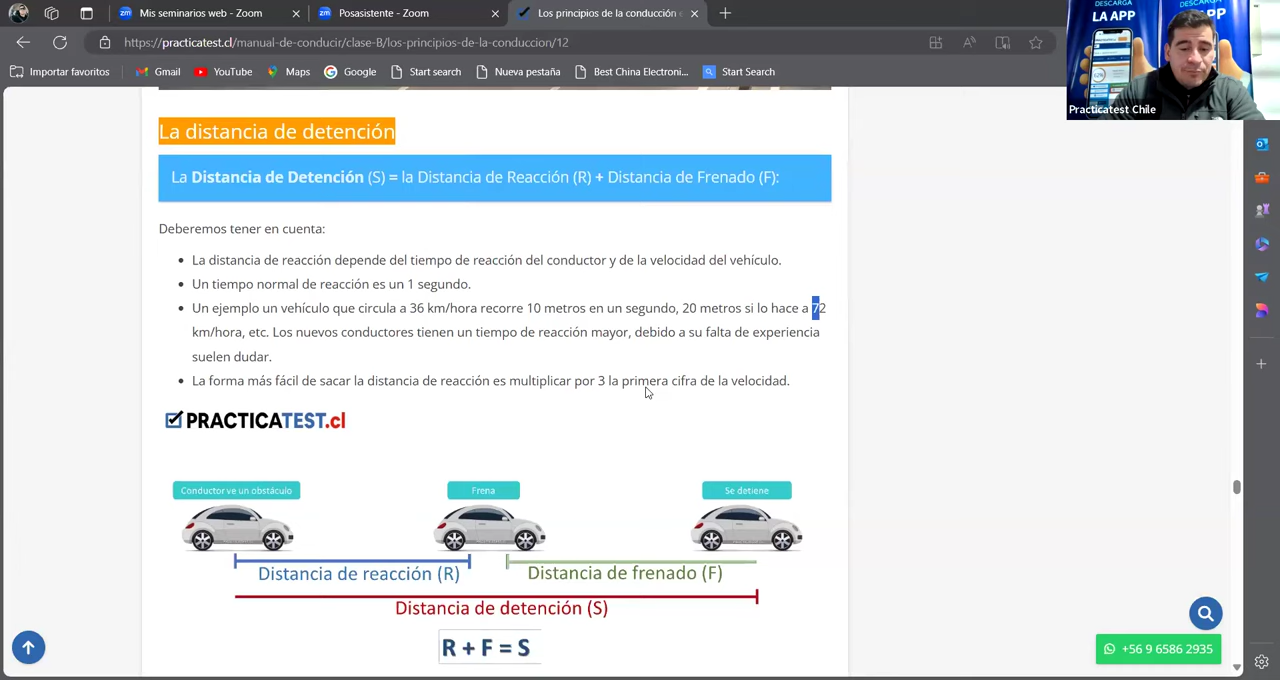 Mis seminarios web - Zoom
Posasistente - Zoom
Los principios de la conducción
https://practicatest.cl/manual-de-conducir/clase-B/los-principios-de-la-conduccion/12
Importar favoritos
Gmail
YouTube
Maps
Google
Start search
Nueva pestaña
Best China Electroni...
Start Search
DESCARGA
LA APP
Practicatest Chile
La distancia de detención
La Distancia de Detención (S) = la Distancia de Reacción (R) + Distancia de Frenado (F):
Deberemos tener en cuenta:
La distancia de reacción depende del tiempo de reacción del conductor y de la velocidad del vehículo.
Un tiempo normal de reacción es un 1 segundo.
Un ejemplo un vehículo que circula a 36 km/hora recorre 10 metros en un segundo, 20 metros si lo hace a 72
km/hora, etc. Los nuevos conductores tienen un tiempo de reacción mayor, debido a su falta de experiencia
suelen dudar.
La forma más fácil de sacar la distancia de reacción es multiplicar por 3 la primera cifra de la velocidad.
PRACTICATEST.cl
Conductor ve un obstáculo
Frena
Se detiene
Distancia de reacción (R)
Distancia de frenado (F)
Distancia de detención (S)
R + F = S
+56 9 6586 2935